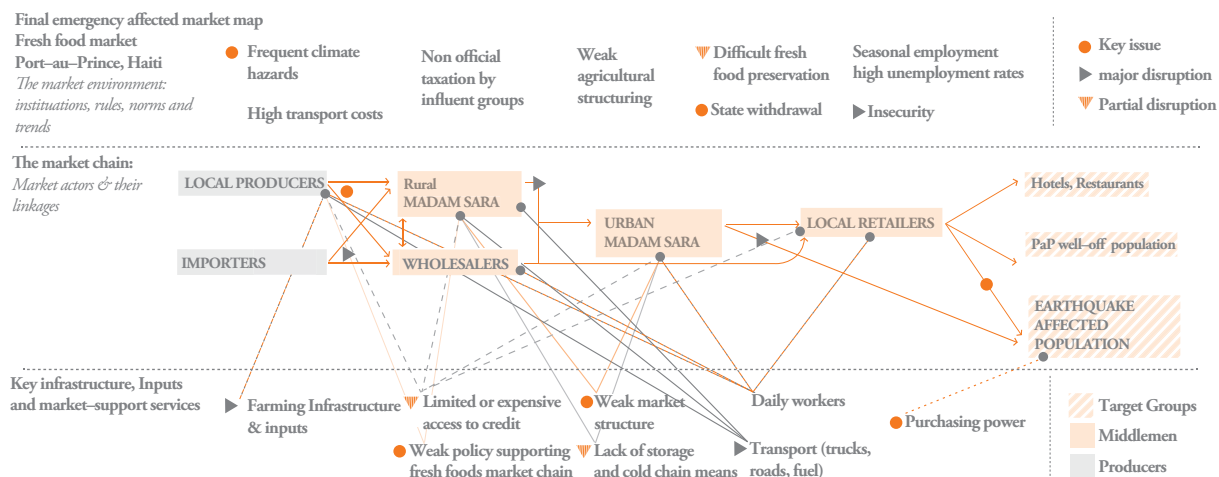 Final emergency affected market map
Fresh food market
Port–au–Prince, Haiti
The market environment:
instituations, rules, norms and
trends
Frequent climate
hazards
High transport costs
Non official
taxation by
influent groups
Weak
agricultural
structuring
Difficult fresh
food preservation
State withdrawal
Seasonal employment
high unemployment rates
Insecurity
Key issue
major disruption
Partial disruption
The market chain:
Market actors & their
linkages
LOCAL PRODUCERS
IMPORTERS
Rural
MADAM SARA
WHOLESALERS
URBAN
MADAM SARA
LOCAL RETAILERS
Hotels, Restaurants
PaP well–off population
EARTHQUAKE
AFFECTED
POPULATION
Key infrastructure, Inputs
and market–support services
Farming Infrastructure
& inputs
Limited or expensive
access to credit
Weak policy supporting
fresh foods market chain
Weak market
structure
Lack of storage
and cold chain means
Daily workers
Transport (trucks,
roads, fuel)
Purchasing power
Target Groups
Middlemen
Producers